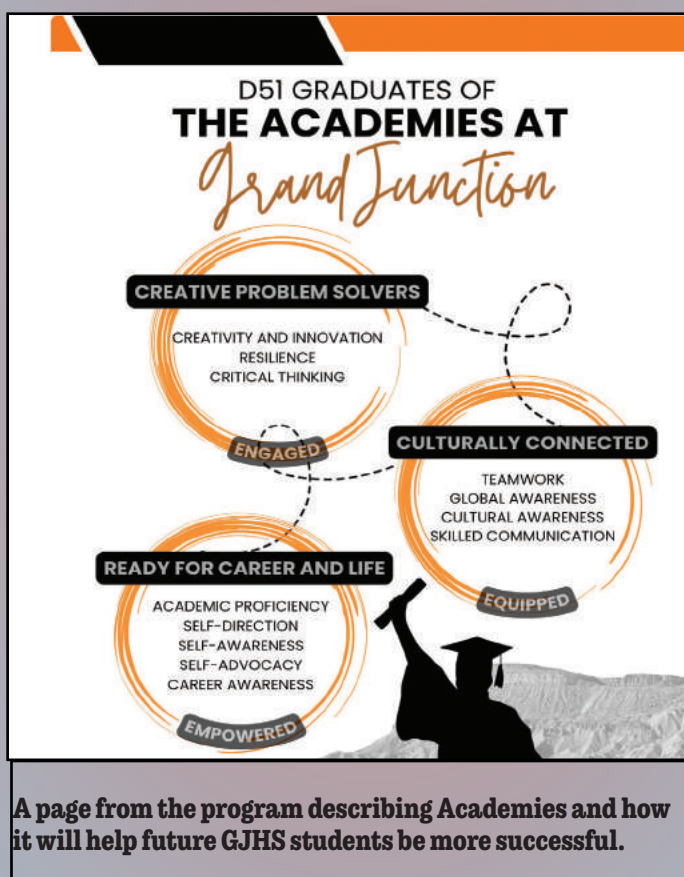 D51 GRADUATES OF
THE ACADEMIES AT
Grand Junction
CREATIVE PROBLEM SOLVERS
CREATIVITY AND INNOVATION
RESILIENCE
CRITICAL THINKING
ENGAGED
CULTURALLY CONNECTED
TEAMWORK
GLOBAL AWARENESS
CULTURAL AWARENESS
SKILLED COMMUNICATION
EQUIPPED
READY FOR CAREER AND LIFE
ACADEMIC PROFICIENCY
SELF-DIRECTION
SELF-AWARENESS
SELF-ADVOCACY
CAREER AWARENESS
EMPOWERED
A page from the program describing Academies and how
it will help future GJHS students be more successful.